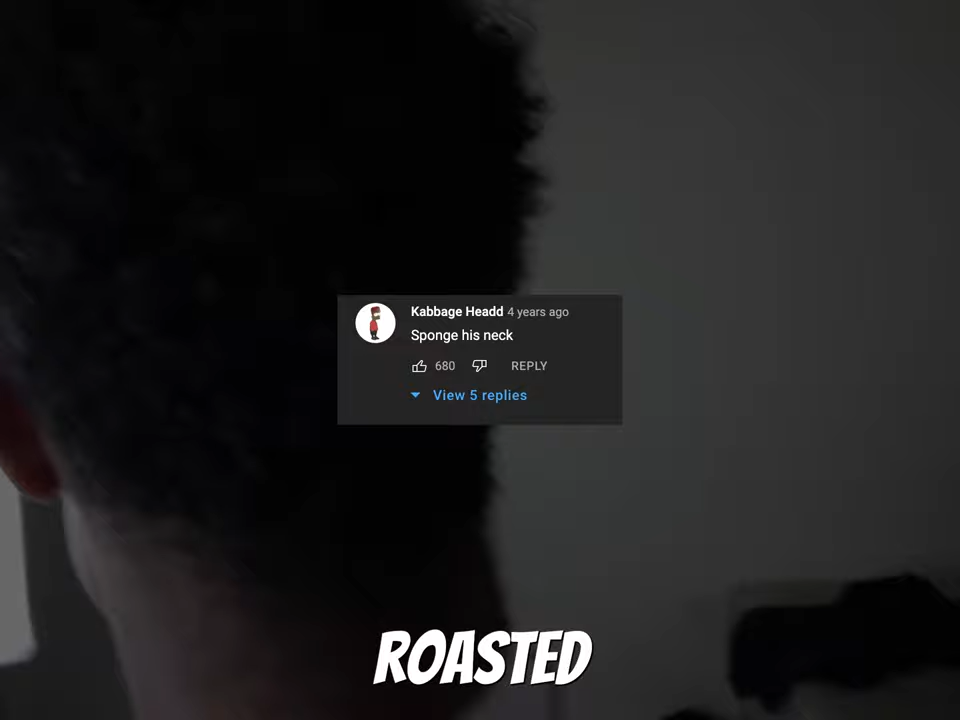 Kabbage Headd 4 years ago
Sponge his neck
680 REPLY
View 5 replies
ROASTED